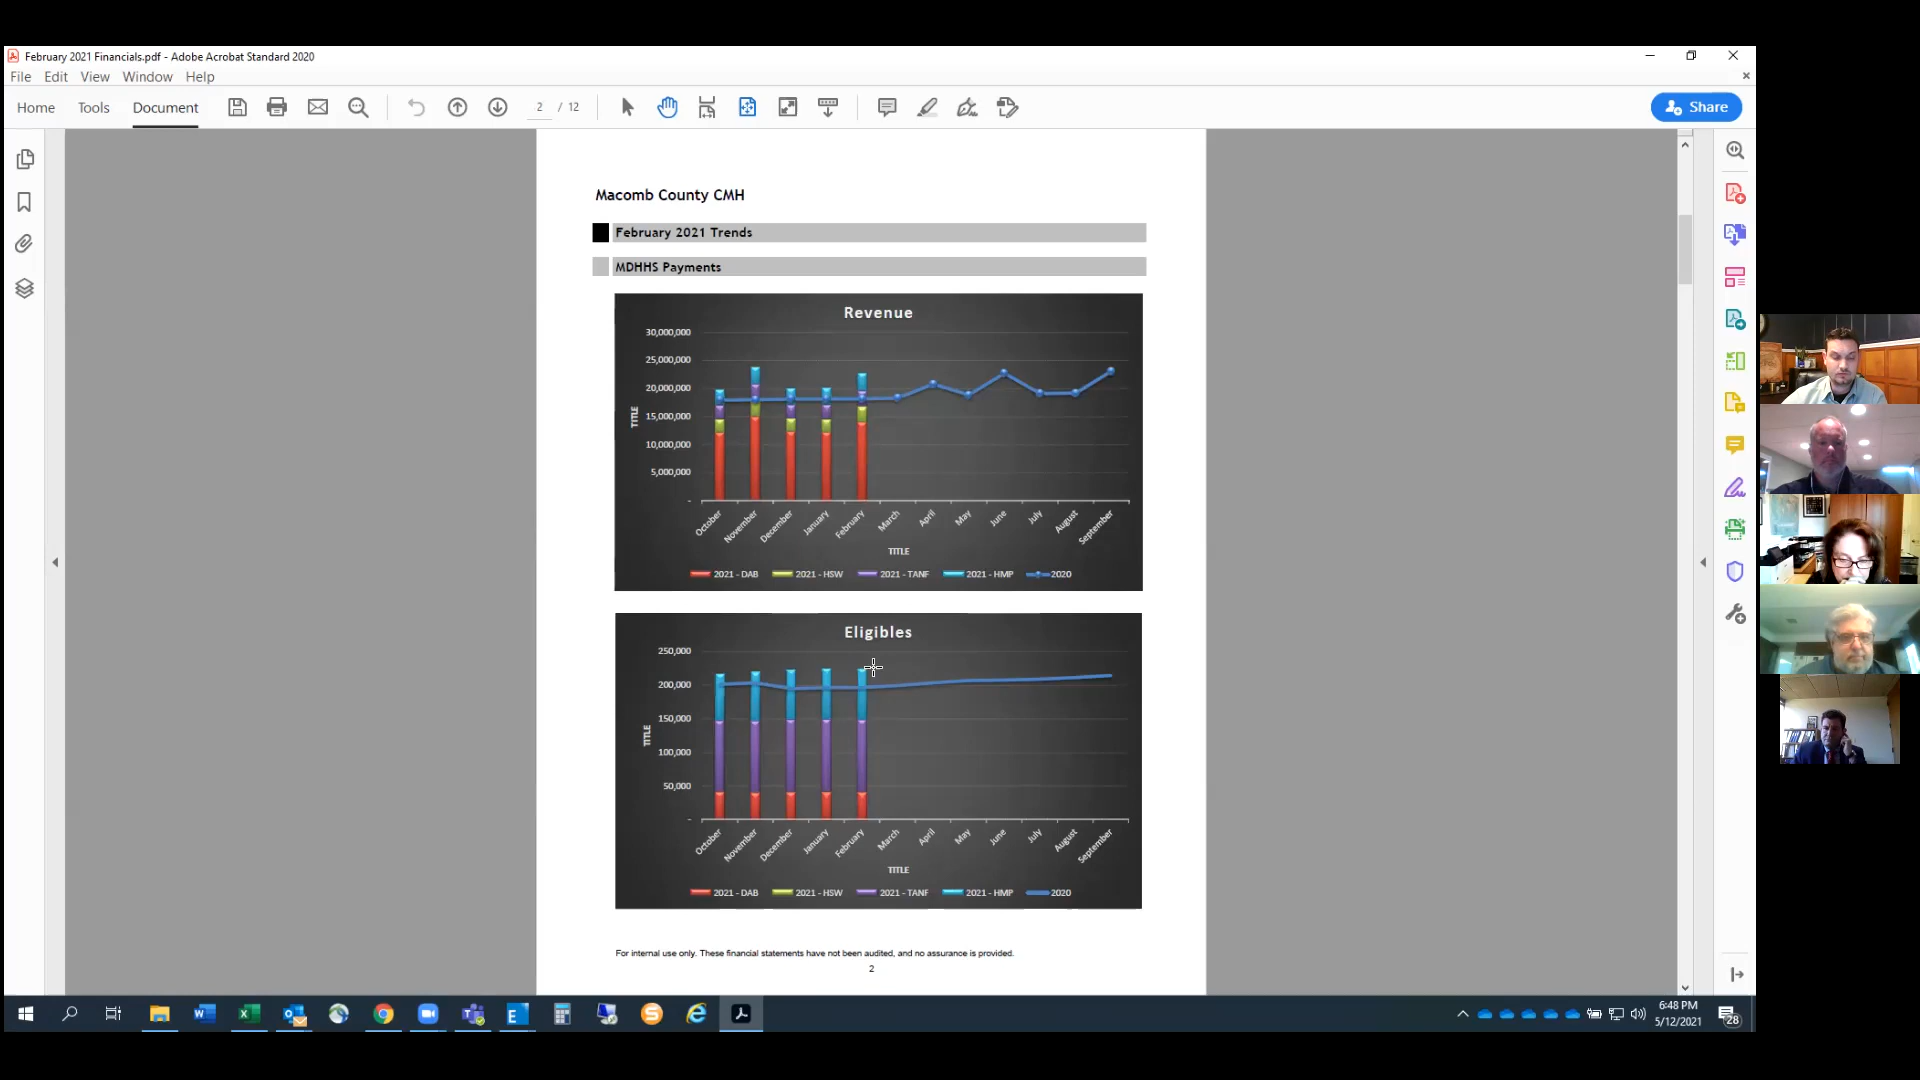 February 2021 Financials.pdf - Adobe Acrobat Standard 2020
File Edit View Window Help
Home Tools Document 2 / 12 Share
Macomb County CMH
February 2021 Trends
MDHHS Payments
Revenue
30,000,000
25,000,000
20,000,000
15,000,000
10,000,000
5,000,000
-
TITLE
October November December January February March April May June July August September
TITLE
2021 - DAB 2021 - HSW 2021 - TANF 2021 - HMP 2020
Eligibles
250,000
200,000
150,000
100,000
50,000
-
TITLE
October November December January February March April May June July August September
TITLE
2021 - DAB 2021 - HSW 2021 - TANF 2021 - HMP 2020
For internal use only. These financial statements have not been audited, and no assurance is provided.
2
6:48 PM
5/12/2021
28